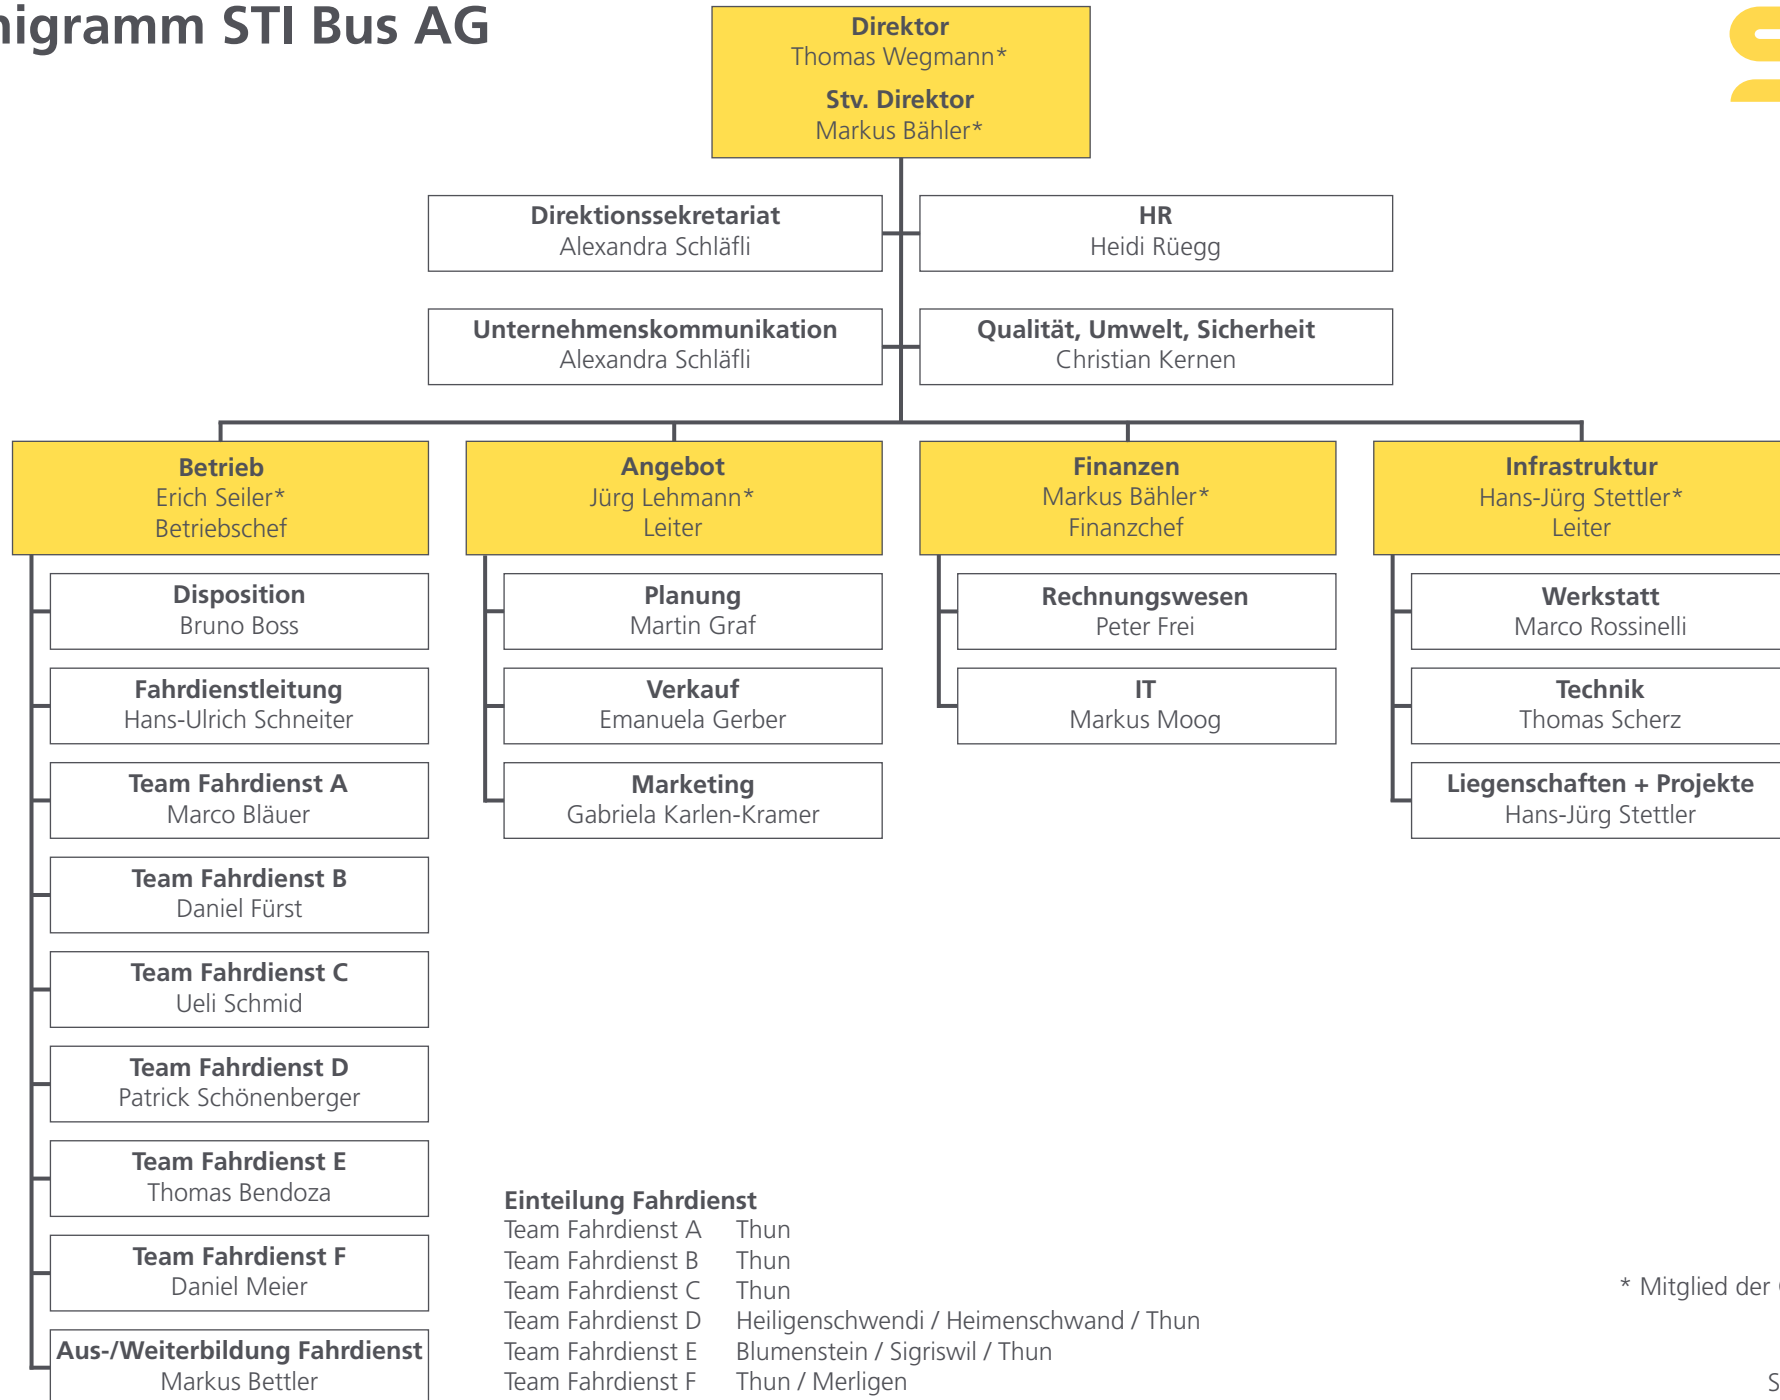 nigramm STI Bus AG
Direktor
Thomas Wegmann*
Stv. Direktor
Markus Bähler*
Direktionssekretariat
Alexandra Schläfli
HR
Heidi Rüegg
Unternehmenskommunikation
Alexandra Schläfli
Qualität, Umwelt, Sicherheit
Christian Kernen
Betrieb
Erich Seiler*
Betriebschef
Disposition
Bruno Boss
Fahrdienstleitung
Hans-Ulrich Schneiter
Team Fahrdienst A
Marco Bläuer
Team Fahrdienst B
Daniel Fürst
Team Fahrdienst C
Ueli Schmid
Team Fahrdienst D
Patrick Schönenberger
Team Fahrdienst E
Thomas Bendoza
Team Fahrdienst F
Daniel Meier
Aus-/Weiterbildung Fahrdienst
Markus Bettler
Angebot
Jürg Lehmann*
Leiter
Planung
Martin Graf
Verkauf
Emanuela Gerber
Marketing
Gabriela Karlen-Kramer
Finanzen
Markus Bähler*
Finanzchef
Rechnungswesen
Peter Frei
IT
Markus Moog
Infrastruktur
Hans-Jürg Stettler*
Leiter
Werkstatt
Marco Rossinelli
Technik
Thomas Scherz
Liegenschaften + Projekte
Hans-Jürg Stettler
Einteilung Fahrdienst
Team Fahrdienst A Thun
Team Fahrdienst B Thun
Team Fahrdienst C Thun
Team Fahrdienst D Heiligenschwendi / Heimenschwand / Thun
Team Fahrdienst E Blumenstein / Sigriswil / Thun
Team Fahrdienst F Thun / Merligen
* Mitglied der
S